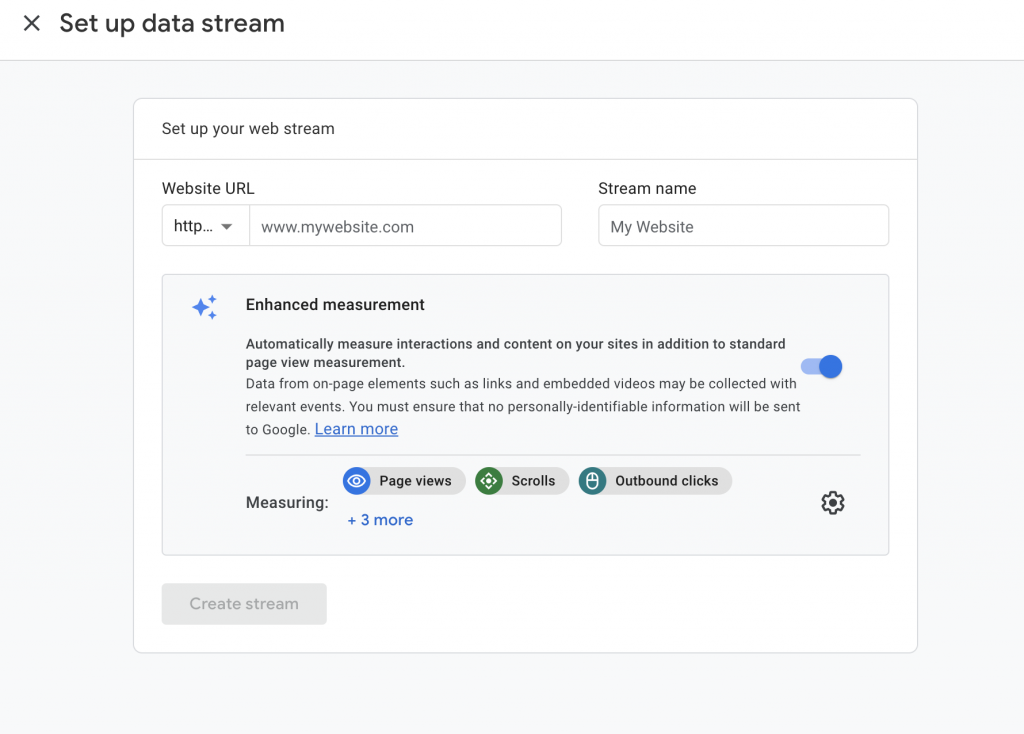 Set up data stream
Set up your web stream
Website URL
Stream name
http...
www.mywebsite.com
My Website
Enhanced measurement
Automatically measure interactions and content on your sites in addition to standard
page view measurement.
Data from on-page elements such as links and embedded videos may be collected with
relevant events. You must ensure that no personally-identifiable information will be sent
to Google. Learn more
Measuring:
Page views
Scrolls
Outbound clicks
+ 3 more
Create stream